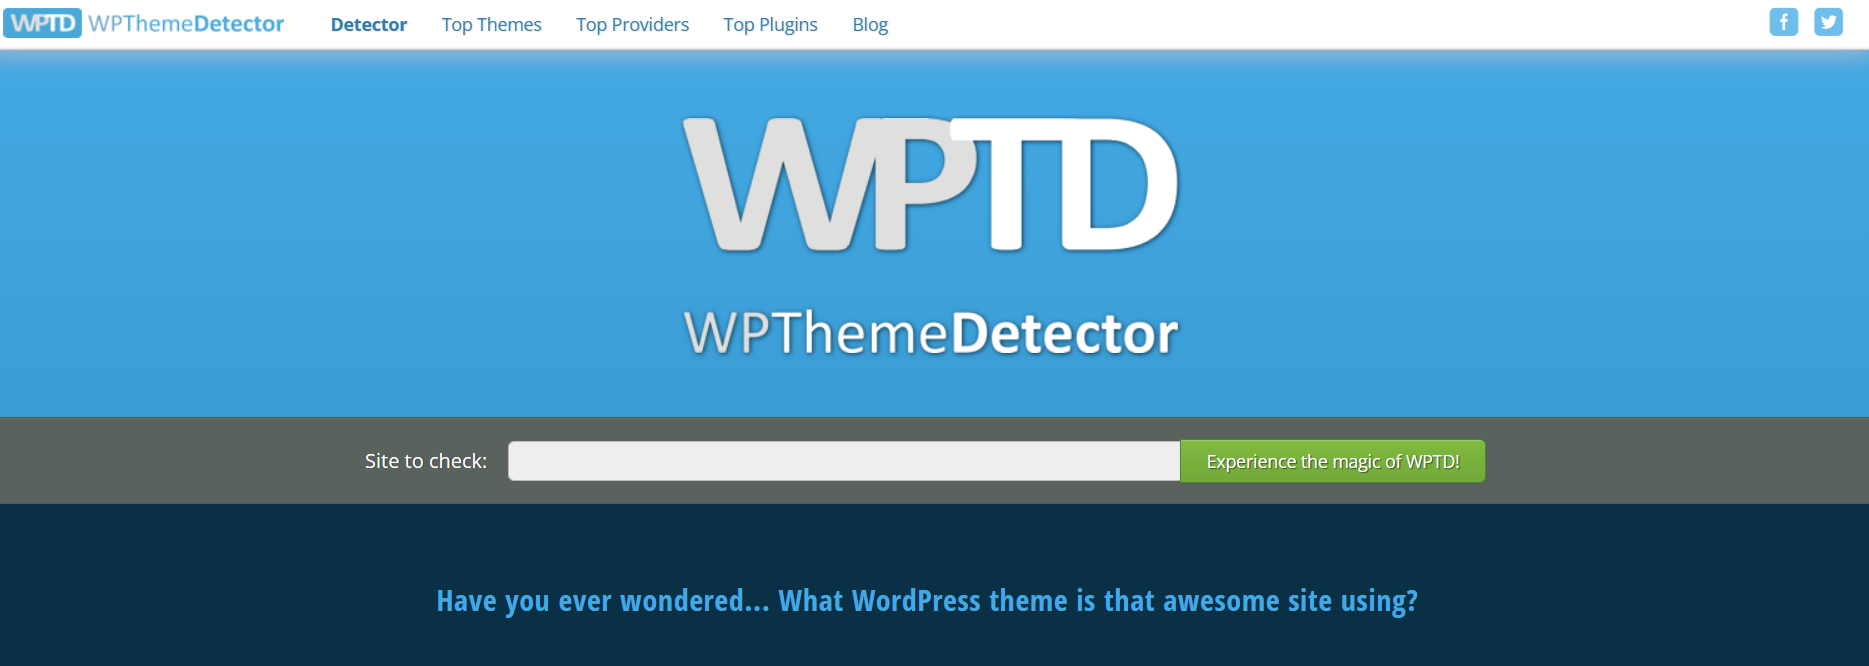 WPTD WPThemeDetector Detector Top Themes Top Providers Top Plugins Blog
WPTD
WPThemeDetector
Site to check: Experience the magic of WPTD!
Have you ever wondered... What WordPress theme is that awesome site using?